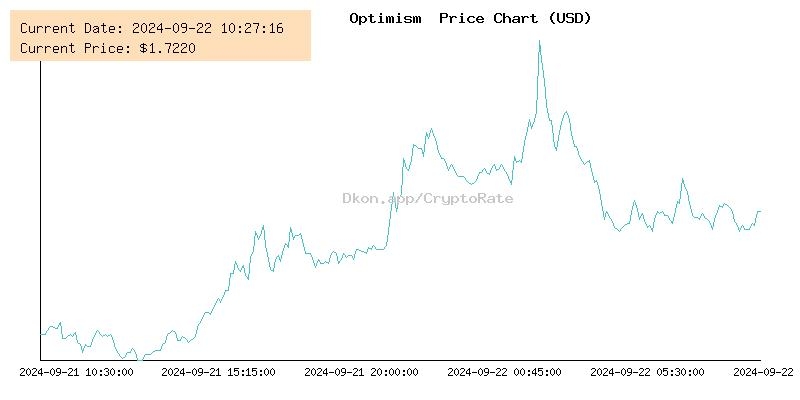 Optimism Price Chart (USD)
Current Date: 2024-09-22 10:27:16
Current Price: $1.7220
Dkon.app/CryptoRate
2024-09-21 10:30:00 2024-09-21 15:15:00 2024-09-21 20:00:00 2024-09-22 00:45:00 2024-09-22 05:30:00 2024-09-22